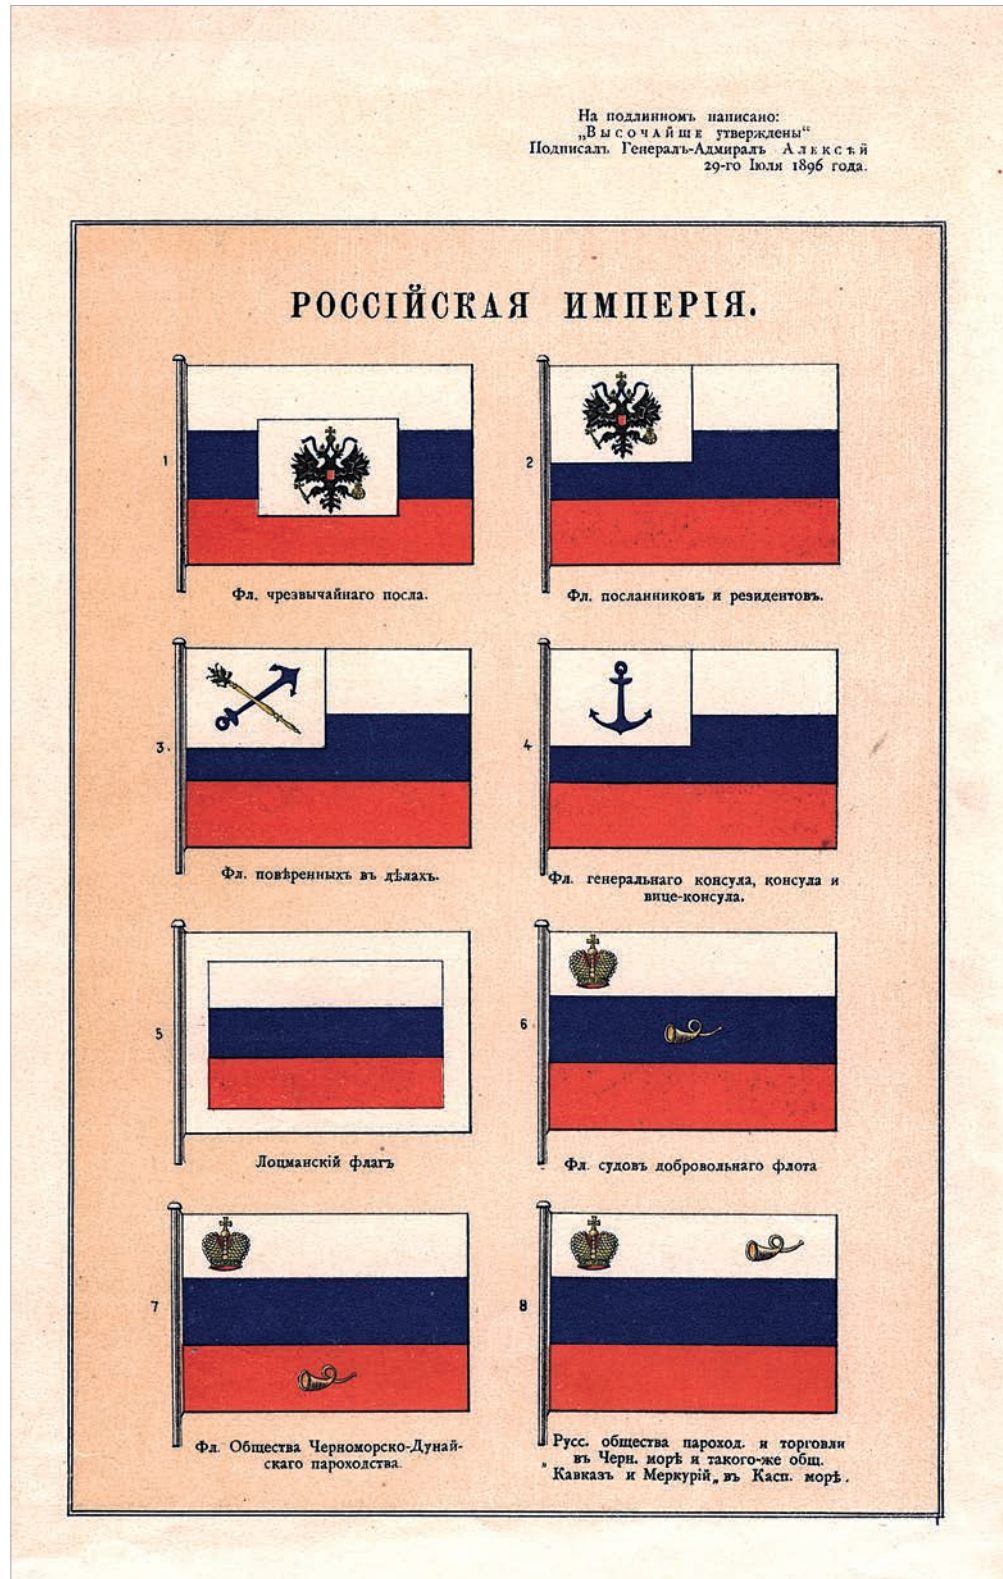 На подлинномъ написано:
„Высочайше утверждены“
Подписалъ Генералъ-Адмиралъ Алексѣй
29-го Іюля 1896 года.
РОССІЙСКАЯ ИМПЕРІЯ.
1
Фл. чрезвычайнаго посла.
2
Фл. посланниковъ и резидентовъ.
3.
Фл. повѣренныхъ въ дѣлахъ.
4
Фл. генеральнаго консула, консула и
вице-консула.
5
Лоцманскій флагъ
6
Фл. судовъ добровольнаго флота
7
Фл. Общества Черноморско-Дунай-
скаго пароходства.
8
Русс. общества пароход. и торговли
въ Черн. морѣ и такого-же общ.
„Кавказъ и Меркурій„ въ Касп. морѣ.